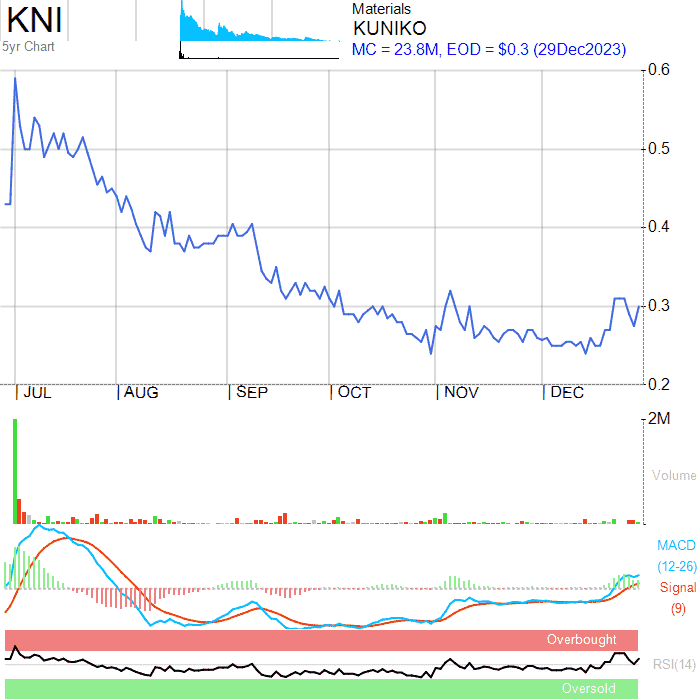 KNI
5yr Chart
Materials
KUNIKO
MC = 23.8M, EOD = $0.3 (29Dec2023)
0.6
0.5
0.4
0.3
0.2
JUL AUG SEP OCT NOV DEC
2M
Volume
MACD
(12-26)
Signal
(9)
Overbought
RSI(14)
Oversold